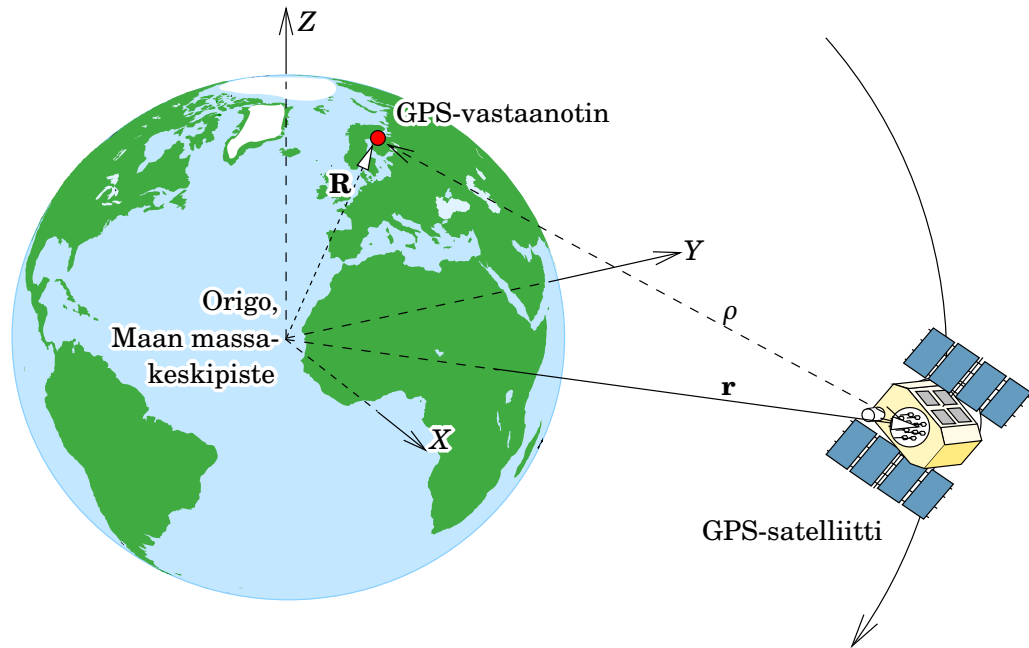 Z
GPS-vastaanotin
R
Y
Origo,
Maan massa-
keskipiste
ρ
r
X
GPS-satelliitti